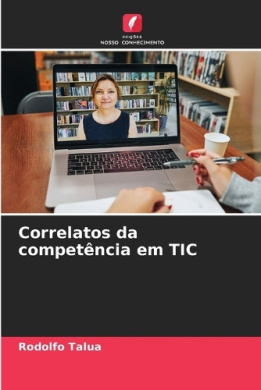 edições
NOSSO CONHECIMENTO
Correlatos da
competência em TIC
Rodolfo Talua